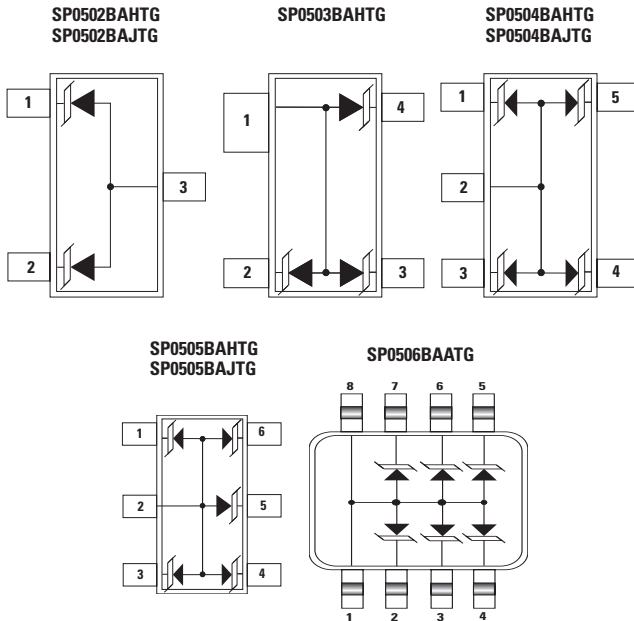 SP0502BAHTG
SP0502BAJTG
1
3
2
SP0503BAHTG
1
4
2
3
SP0504BAHTG
SP0504BAJTG
1
5
2
3
4
SP0505BAHTG
SP0505BAJTG
1
6
2
5
3
4
SP0506BAATG
8 7 6 5
1 2 3 4